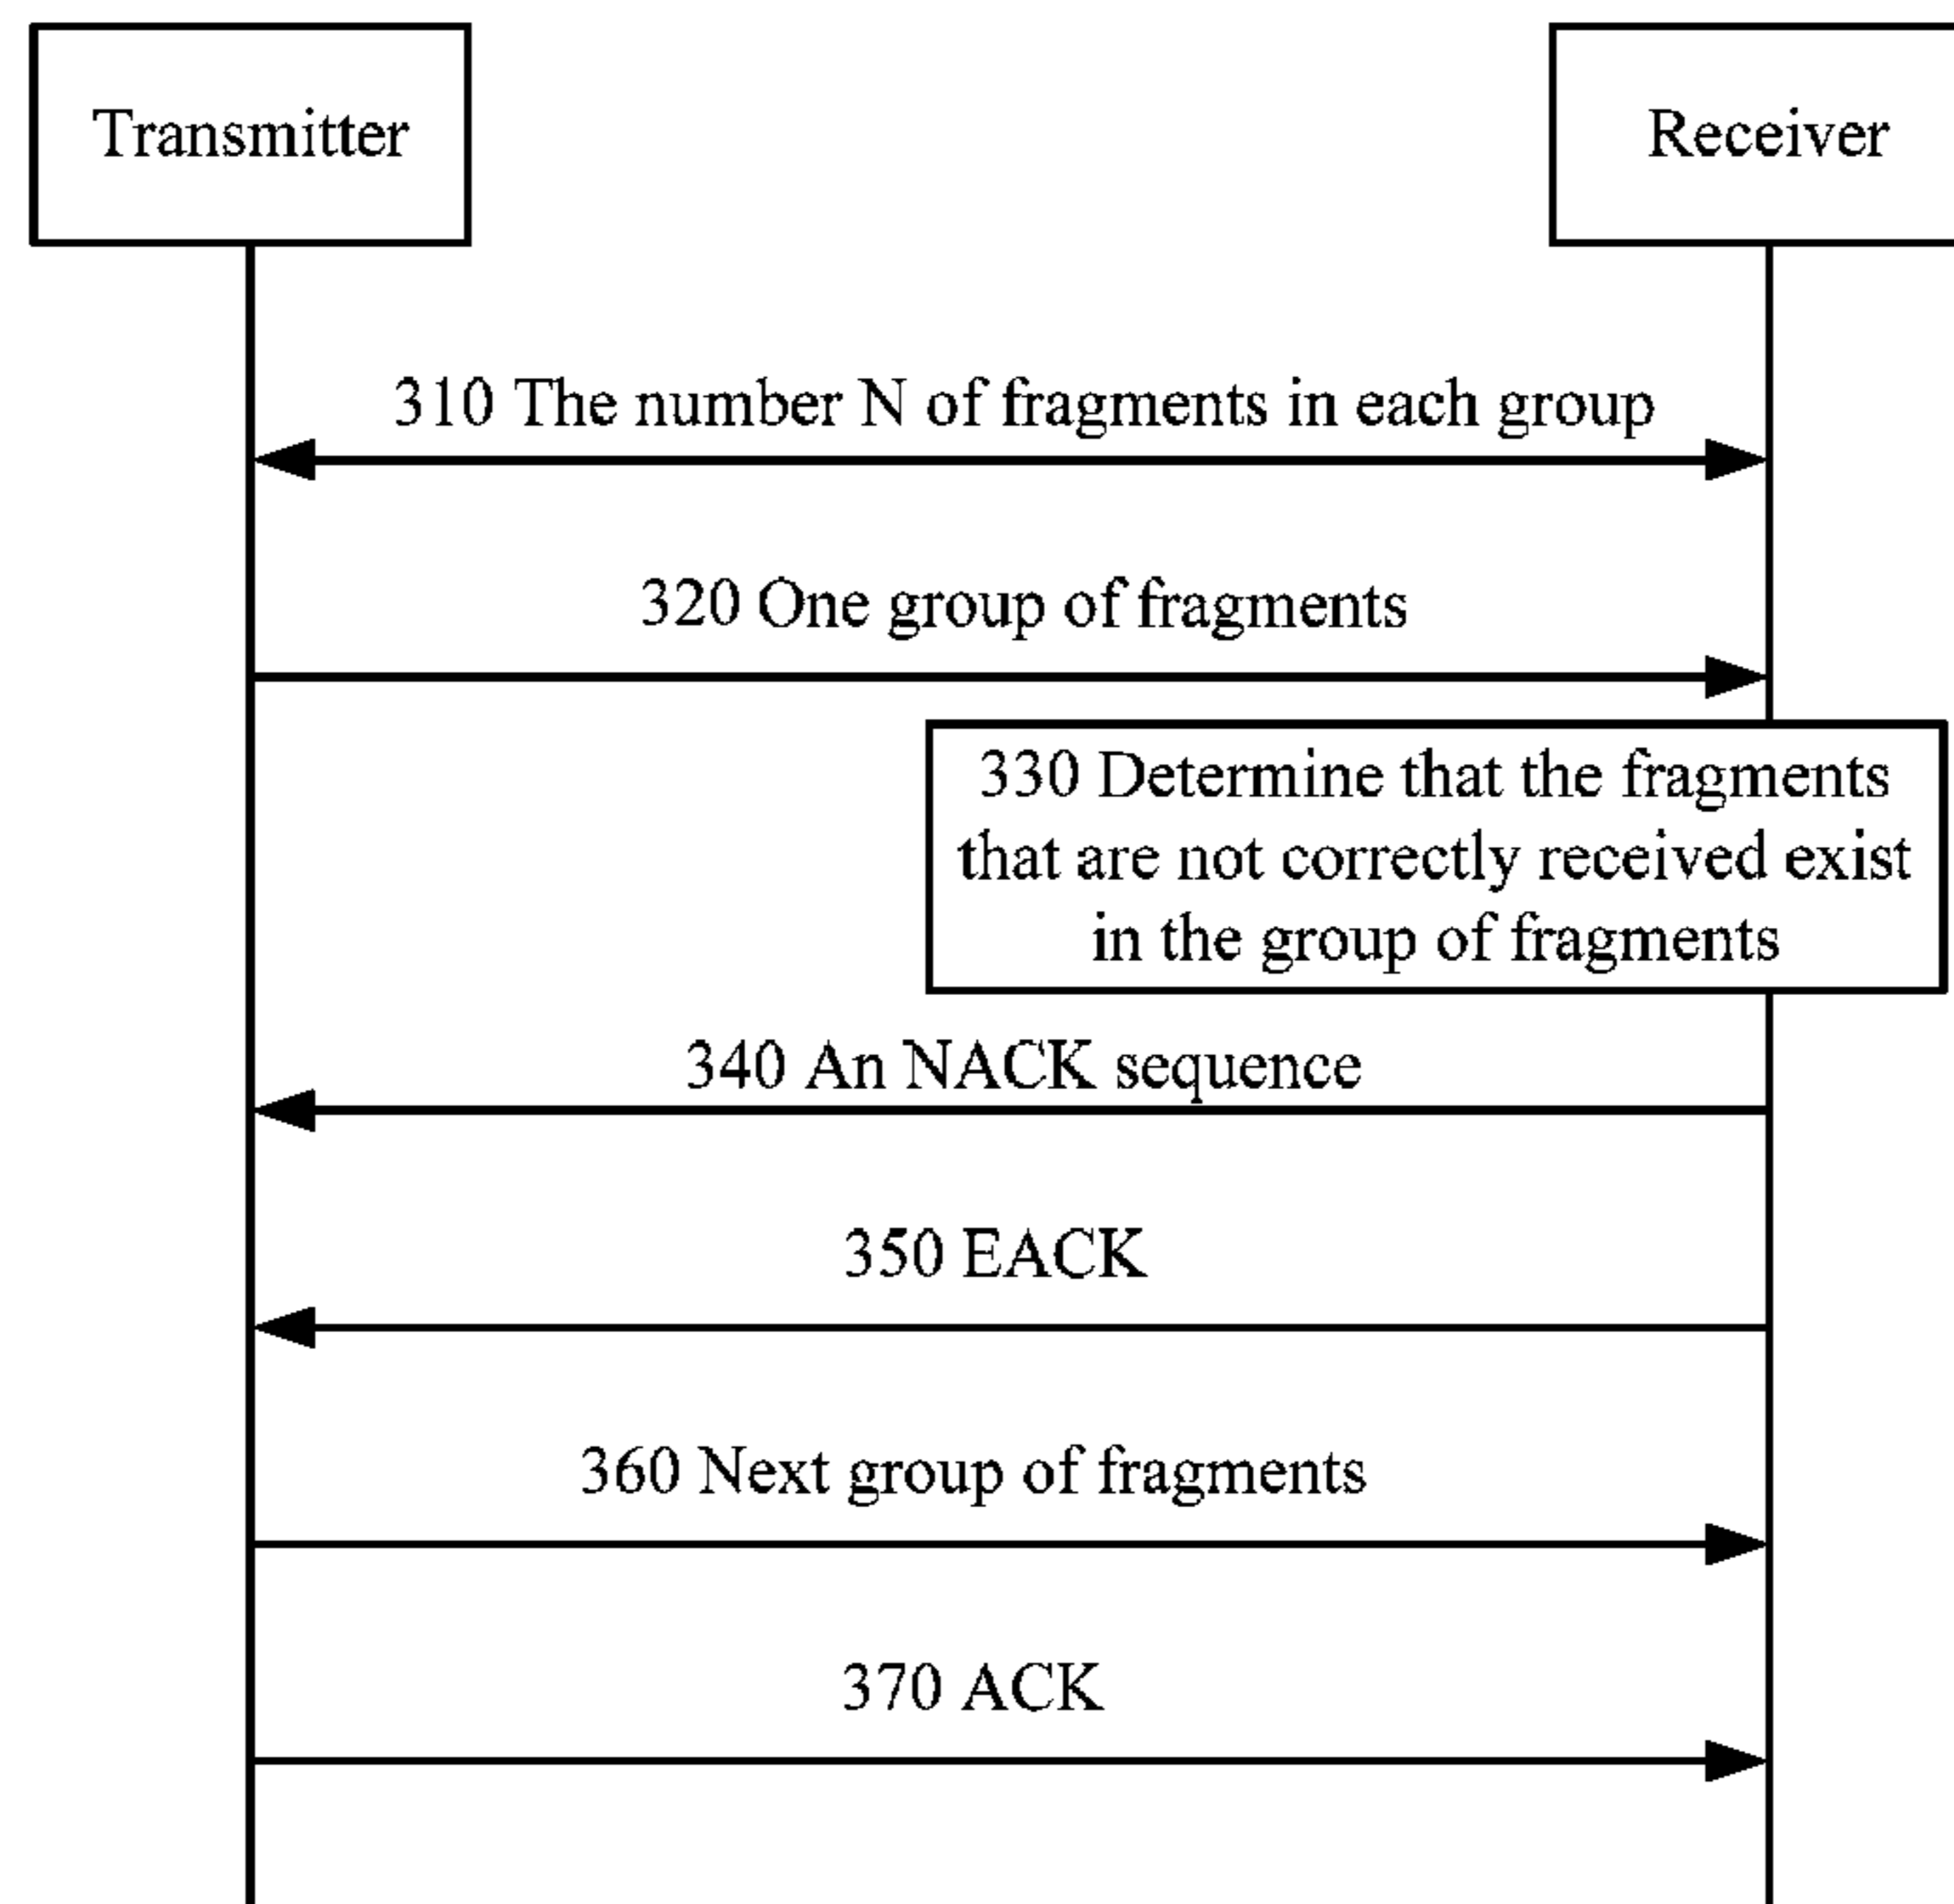 Transmitter
Receiver
310 The number N of fragments in each group
320 One group of fragments
330 Determine that the fragments
that are not correctly received exist
in the group of fragments
340 An NACK sequence
350 EACK
360 Next group of fragments
370 ACK